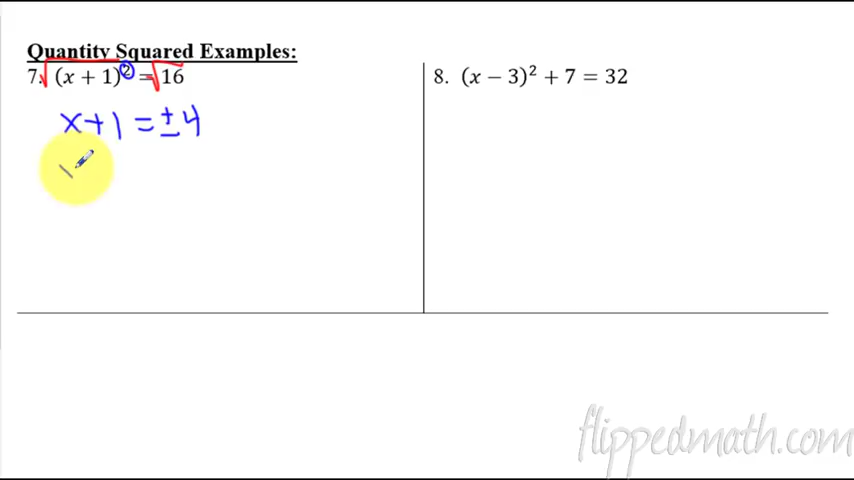 Quantity Squared Examples:
7. √(x + 1)² = √16
x+1 = ±4
8. (x − 3)² + 7 = 32
flippedmath.com